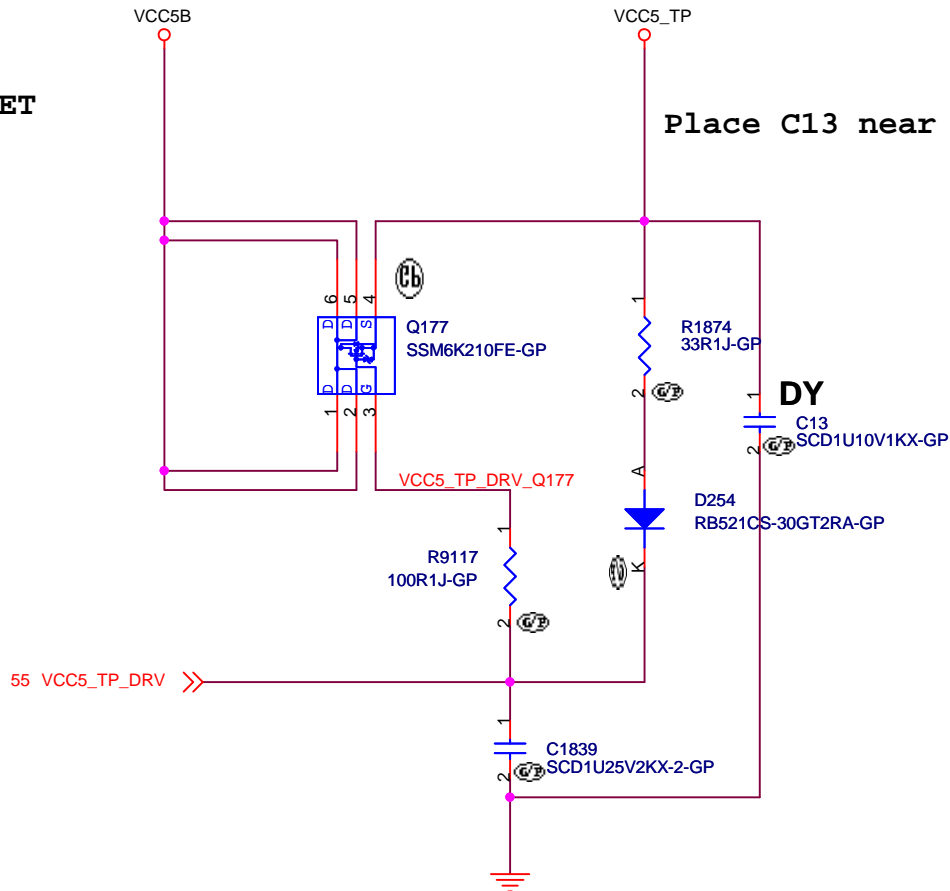 VCC5B
VCC5_TP
ET
Place C13 near
6
5
4
Cb
D
D
S
Q177
SSM6K210FE-GP
D
D
G
1
2
3
1
R1874
33R1J-GP
2
G/P
DY
1
C13
SCD1U10V1KX-GP
2
G/P
VCC5_TP_DRV_Q177
A
D254
RB521CS-30GT2RA-GP
K
1
R9117
100R1J-GP
2
G/P
55 VCC5_TP_DRV
1
C1839
SCD1U25V2KX-2-GP
2
G/P